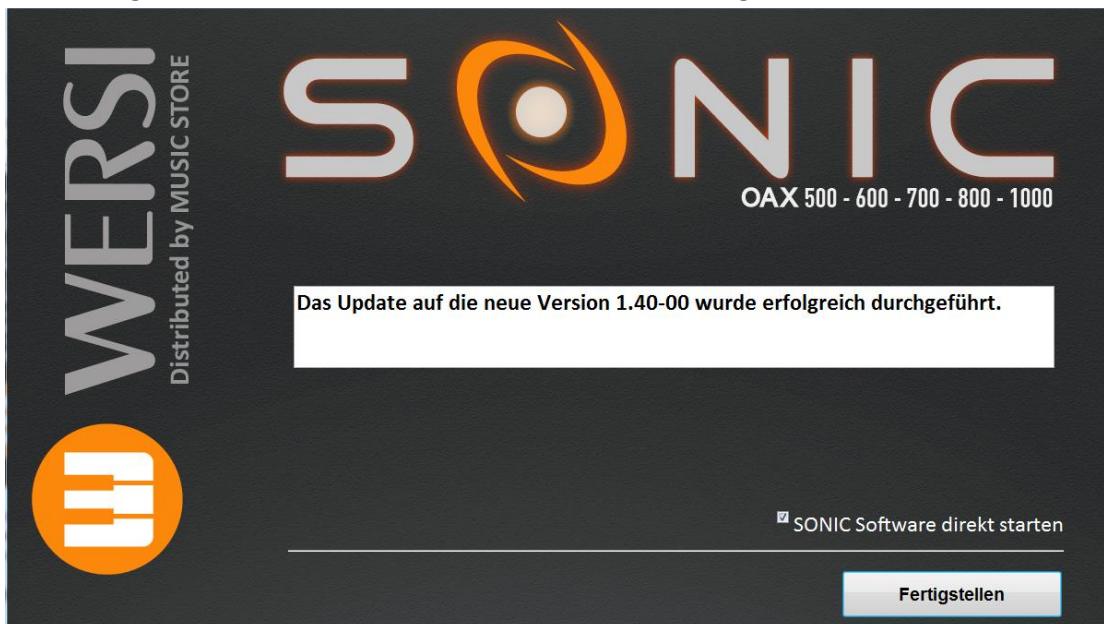 WERSI
Distributed by MUSIC STORE
SONIC
OAX 500 - 600 - 700 - 800 - 1000
Das Update auf die neue Version 1.40-00 wurde erfolgreich durchgeführt.
SONIC Software direkt starten
Fertigstellen